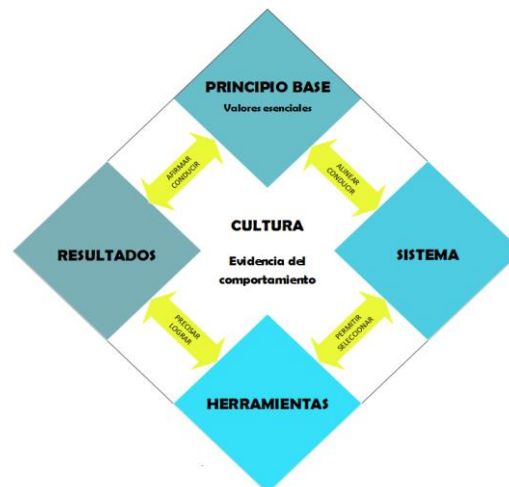 PRINCIPIO BASE
Valores esenciales
AFIRMAR
CONDUCIR
ALINEAR
CONDUCIR
CULTURA
RESULTADOS
SISTEMA
Evidencia del
comportamiento
PRECISAR
LOGRAR
PERMITIR
SELECCIONAR
HERRAMIENTAS